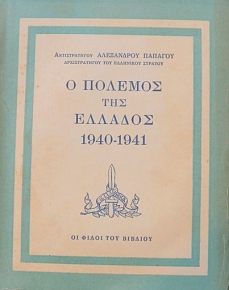 ΑΝΤΙΣΤΡΑΤΗΓΟΥ ΑΛΕΞΑΝΔΡΟΥ ΠΑΠΑΓΟΥ
ΑΡΧΙΣΤΡΑΤΗΓΟΥ ΤΟΥ ΕΛΛΗΝΙΚΟΥ ΣΤΡΑΤΟΥ
Ο ΠΟΛΕΜΟΣ
ΤΗΣ
ΕΛΛΑΔΟΣ
1940-1941
ΟΙ ΦΙΛΟΙ ΤΟΥ ΒΙΒΛΙΟΥ